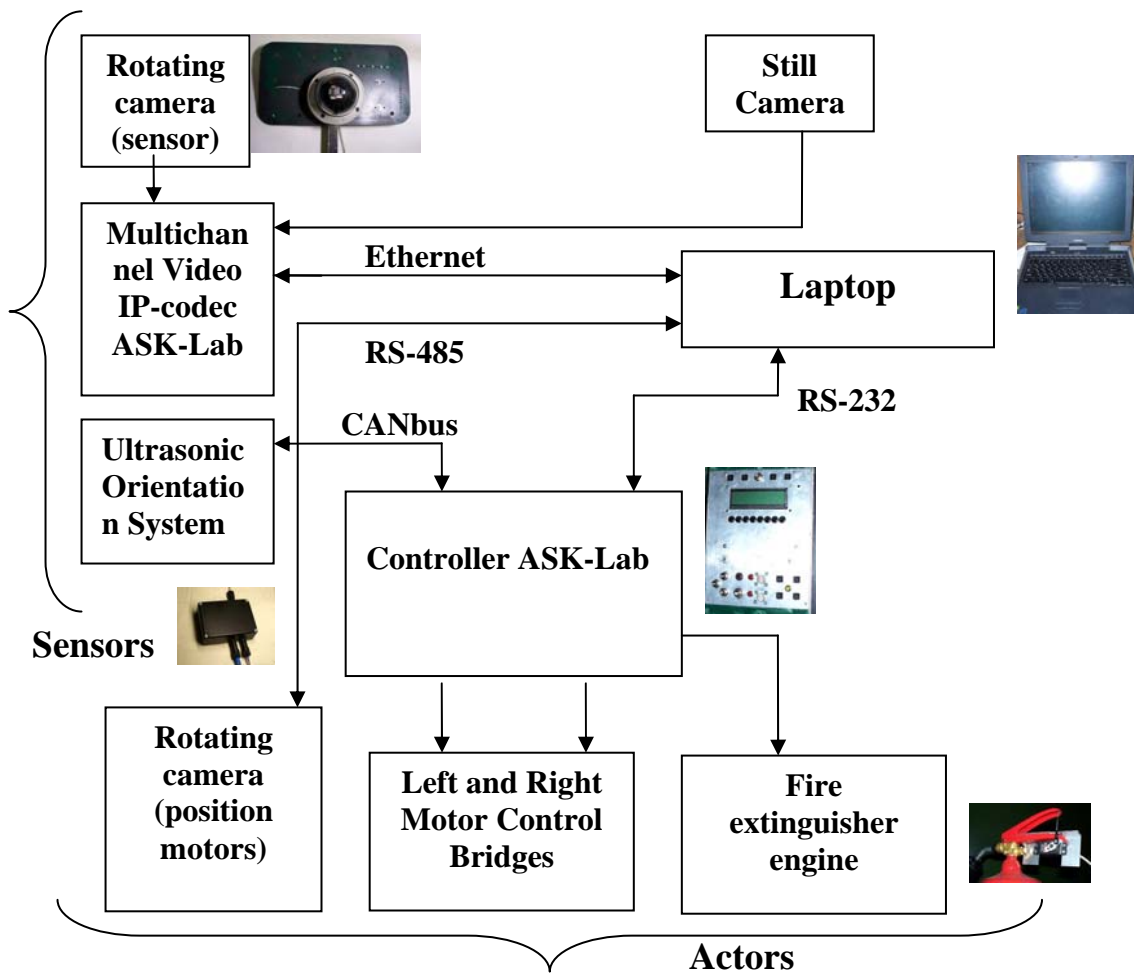 Rotating
camera
(sensor)
Still
Camera
Multichan
nel Video
IP-codec
ASK-Lab
Ethernet
Laptop
RS-485
RS-232
CANbus
Ultrasonic
Orientatio
n System
Controller ASK-Lab
Sensors
Rotating
camera
(position
motors)
Left and Right
Motor Control
Bridges
Fire
extinguisher
engine
Actors